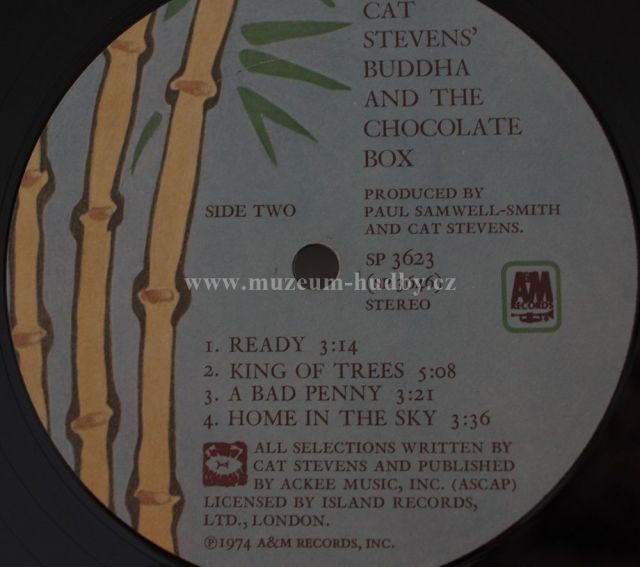 CAT
STEVENS'
BUDDHA
AND THE
CHOCOLATE
BOX
PRODUCED BY
PAUL SAMWELL-SMITH
AND CAT STEVENS.
SIDE TWO
SP 3623
www.muzeum-hudby.cz
STEREO
A&M
RECORDS
1. READY 3:14
2. KING OF TREES 5:08
3. A BAD PENNY 3:21
4. HOME IN THE SKY 3:36
ALL SELECTIONS WRITTEN BY
CAT STEVENS AND PUBLISHED
BY ACKEE MUSIC, INC. (ASCAP)
LICENSED BY ISLAND RECORDS,
LTD., LONDON.
℗1974 A&M RECORDS, INC.